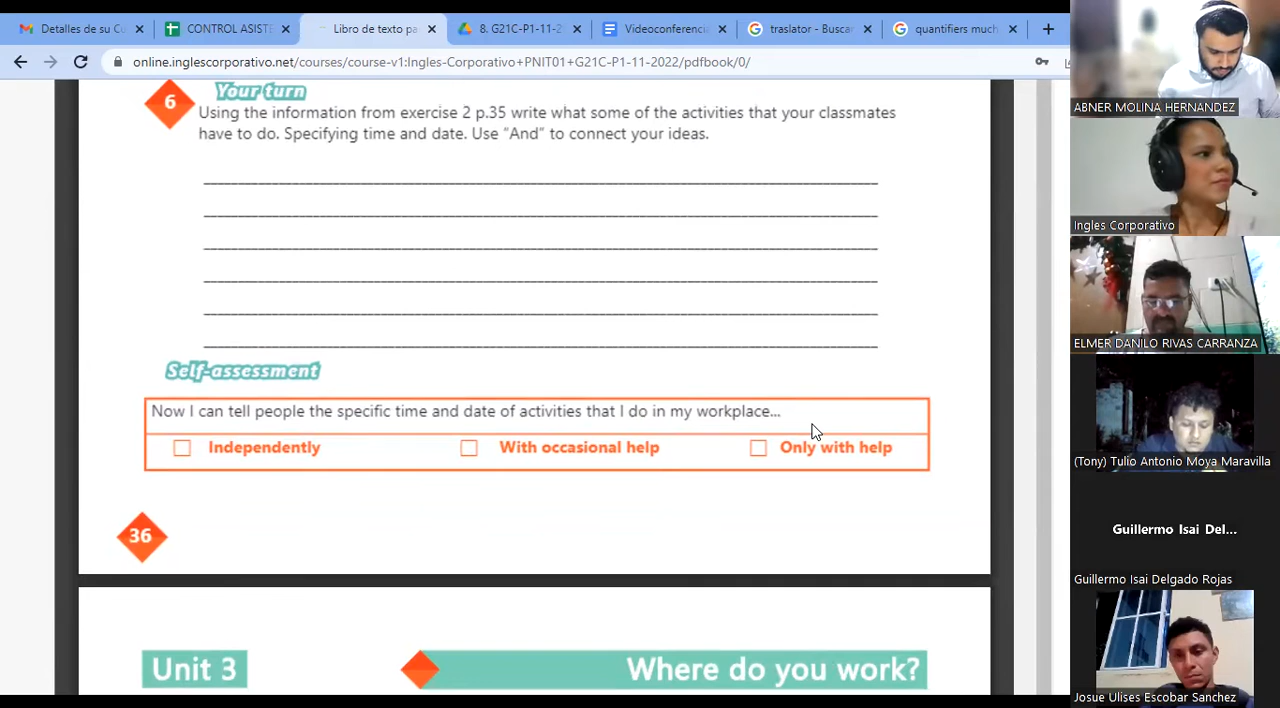 Detalles de su Cu
CONTROL ASISTE
Libro de texto pa
8. G21C-P1-11-2
Videoconferencia
traslator - Buscar
quantifiers much
online.inglescorporativo.net/courses/course-v1:Ingles-Corporativo+PNIT01+G21C-P1-11-2022/pdfbook/0/
6
Your turn
Using the information from exercise 2 p.35 write what some of the activities that your classmates
have to do. Specifying time and date. Use “And” to connect your ideas.
Self-assessment
Now I can tell people the specific time and date of activities that I do in my workplace...
Independently
With occasional help
Only with help
36
Unit 3
Where do you work?
ABNER MOLINA HERNANDEZ
Ingles Corporativo
ELMER DANILO RIVAS CARRANZA
(Tony) Tulio Antonio Moya Maravilla
Guillermo Isai Del...
Guillermo Isai Delgado Rojas
Josue Ulises Escobar Sanchez